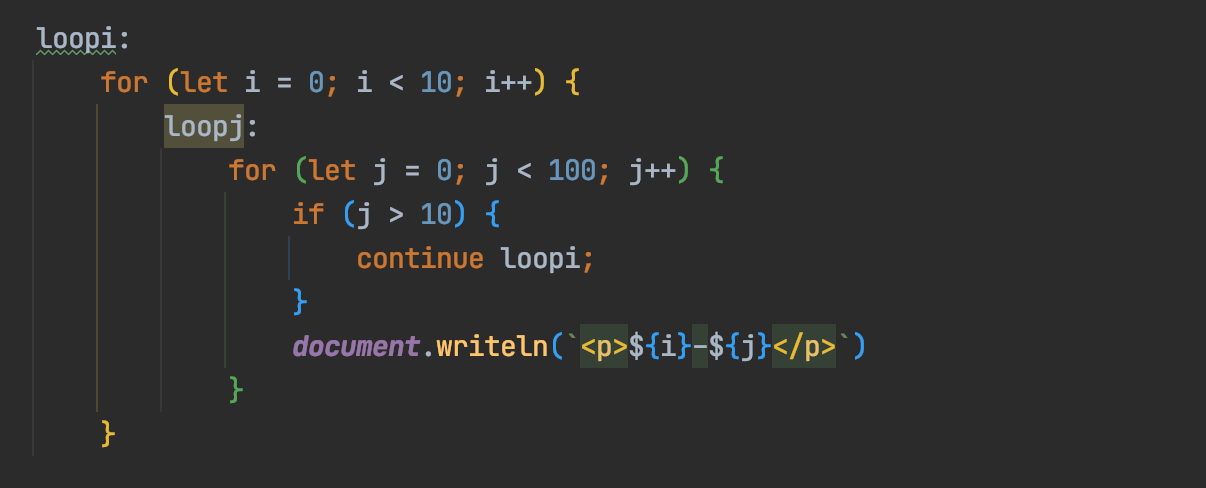 loopi:
for (let i = 0; i < 10; i++) {
loopj:
for (let j = 0; j < 100; j++) {
if (j > 10) {
continue loopi;
}
document.writeln(`<p>${i}-${j}</p>`)
}
}